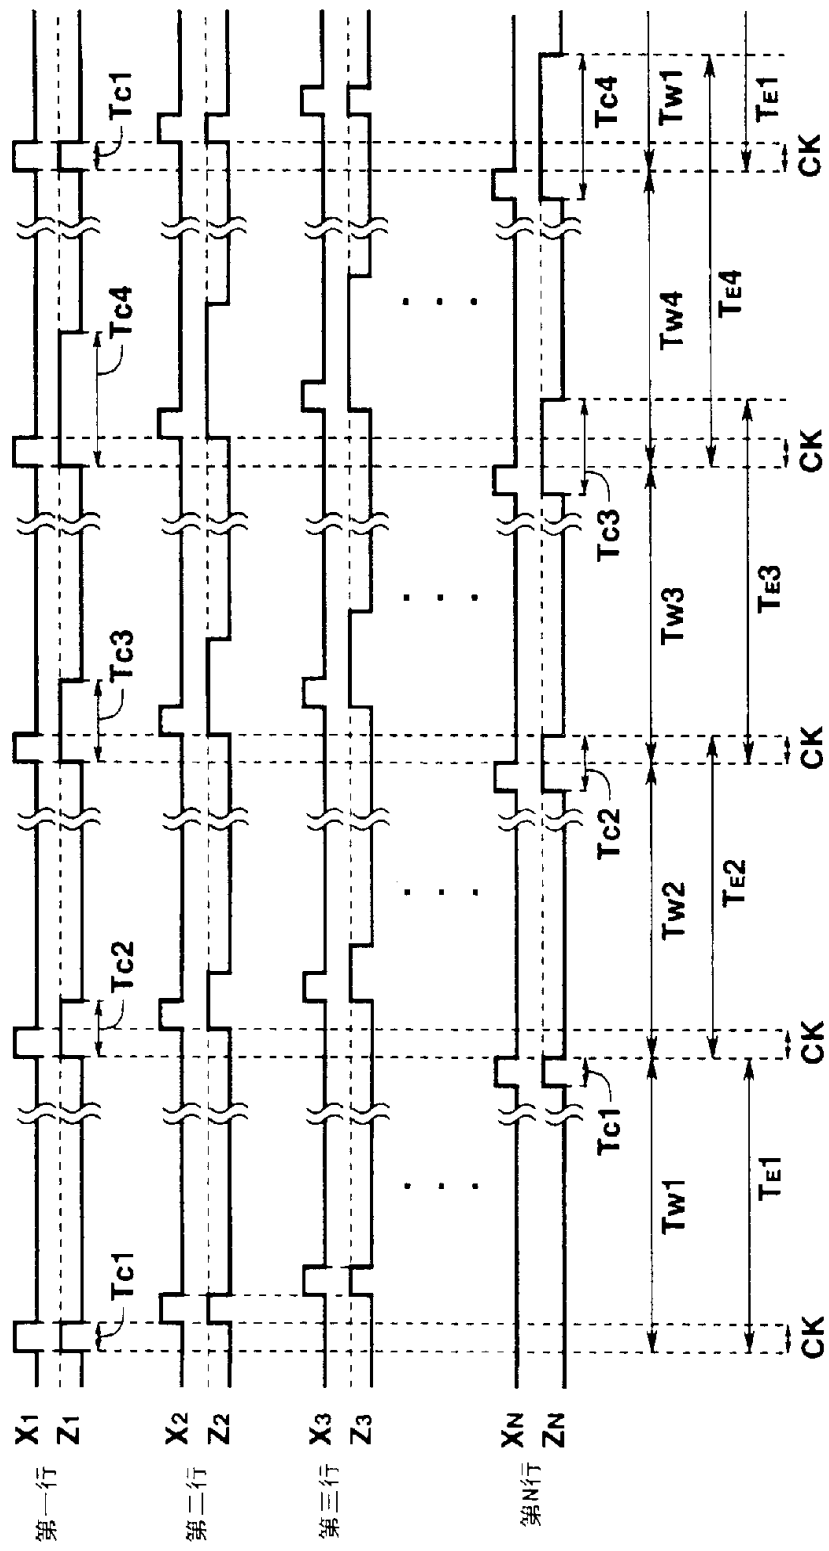 第一行
X1
Z1
Tc1
Tc2
Tc3
Tc4
Tc1
第二行
X2
Z2
第三行
X3
Z3
. . .
. . .
. . .
. . .
第N行
XN
ZN
Tc1
Tc2
Tc3
Tc4
TW1
TW2
TW3
TW4
TW1
TE2
TE4
TE1
TE3
TE1
CK
CK
CK
CK
CK